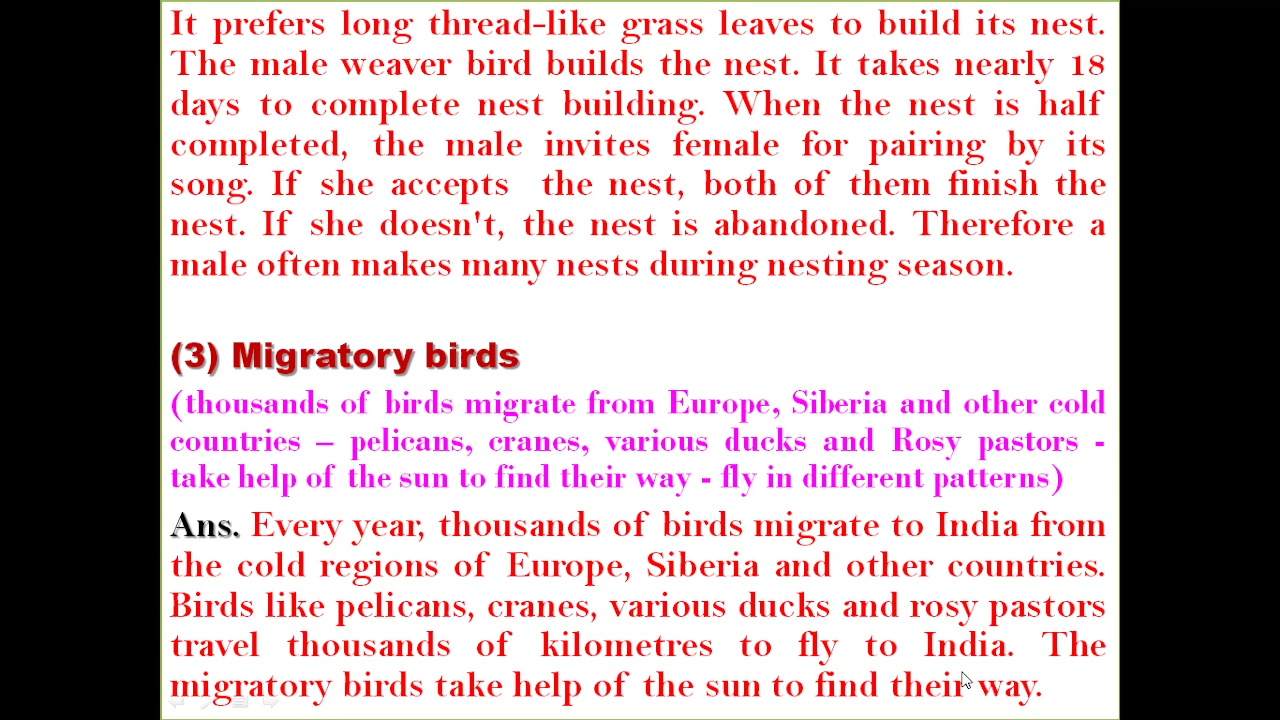 It prefers long thread-like grass leaves to build its nest.
The male weaver bird builds the nest. It takes nearly 18
days to complete nest building. When the nest is half
completed, the male invites female for pairing by its
song. If she accepts the nest, both of them finish the
nest. If she doesn't, the nest is abandoned. Therefore a
male often makes many nests during nesting season.
(3) Migratory birds
(thousands of birds migrate from Europe, Siberia and other cold
countries – pelicans, cranes, various ducks and Rosy pastors -
take help of the sun to find their way - fly in different patterns)
Ans. Every year, thousands of birds migrate to India from
the cold regions of Europe, Siberia and other countries.
Birds like pelicans, cranes, various ducks and rosy pastors
travel thousands of kilometres to fly to India. The
migratory birds take help of the sun to find their way.